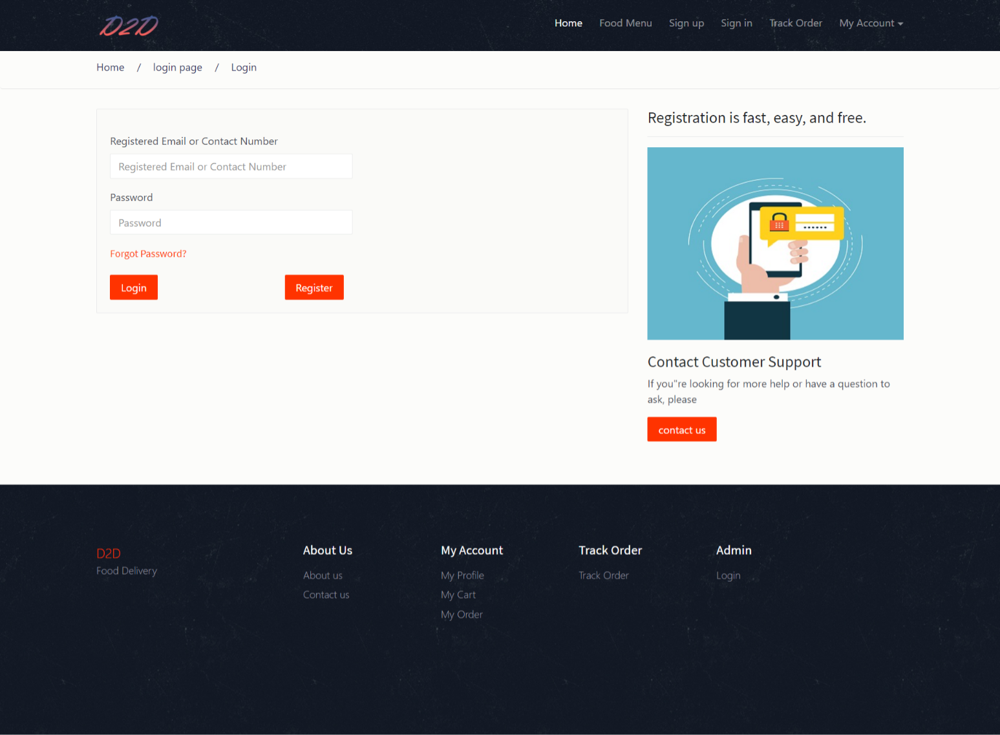 D2D
Home Food Menu Sign up Sign in Track Order My Account
Home / login page / Login
Registered Email or Contact Number
Registered Email or Contact Number
Password
Password
Forgot Password?
Login Register
Registration is fast, easy, and free.
Contact Customer Support
If you"re looking for more help or have a question to
ask, please
contact us
D2D
Food Delivery
About Us
About us
Contact us
My Account
My Profile
My Cart
My Order
Track Order
Track Order
Admin
Login